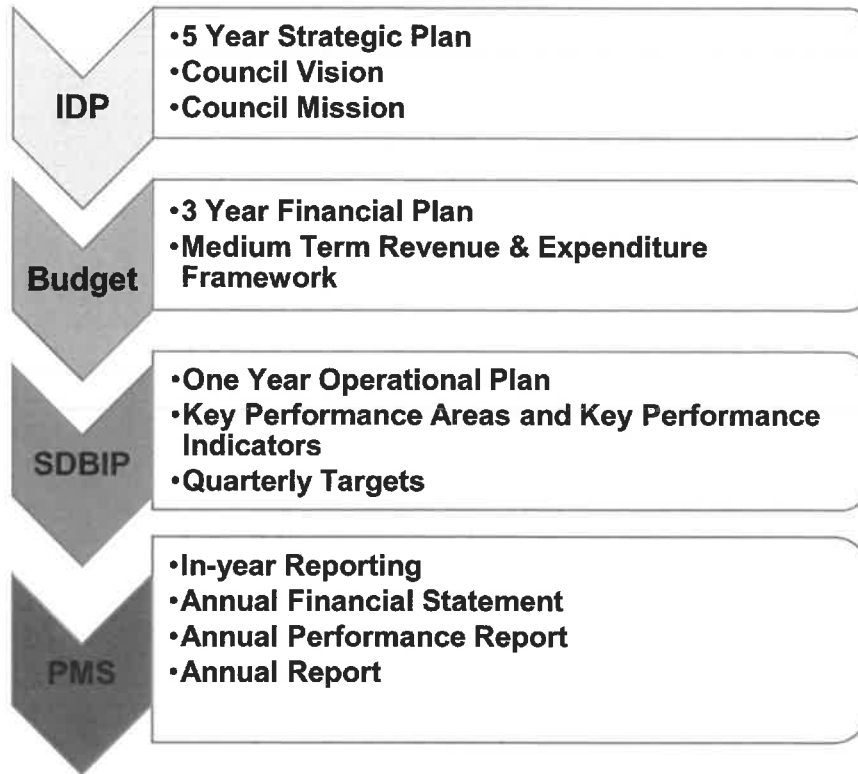 IDP
•5 Year Strategic Plan
•Council Vision
•Council Mission
Budget
•3 Year Financial Plan
•Medium Term Revenue & Expenditure
Framework
SDBIP
•One Year Operational Plan
•Key Performance Areas and Key Performance
Indicators
•Quarterly Targets
PMS
•In-year Reporting
•Annual Financial Statement
•Annual Performance Report
•Annual Report